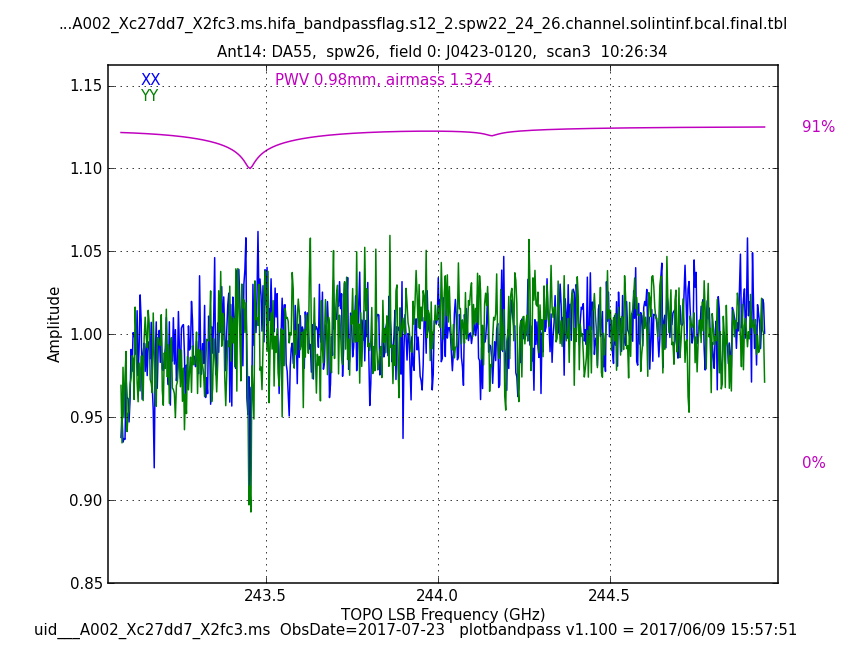 ...A002_Xc27dd7_X2fc3.ms.hifa_bandpassflag.s12_2.spw22_24_26.channel.solintinf.bcal.final.tbl
Ant14: DA55,  spw26,  field 0: J0423-0120,  scan3  10:26:34
XX
PWV 0.98mm, airmass 1.324
YY
1.15
91%
1.10
1.05
1.00
Amplitude
0.95
0%
0.90
0.85
243.5
244.0
244.5
TOPO LSB Frequency (GHz)
uid___A002_Xc27dd7_X2fc3.ms  ObsDate=2017-07-23   plotbandpass v1.100 = 2017/06/09 15:57:51